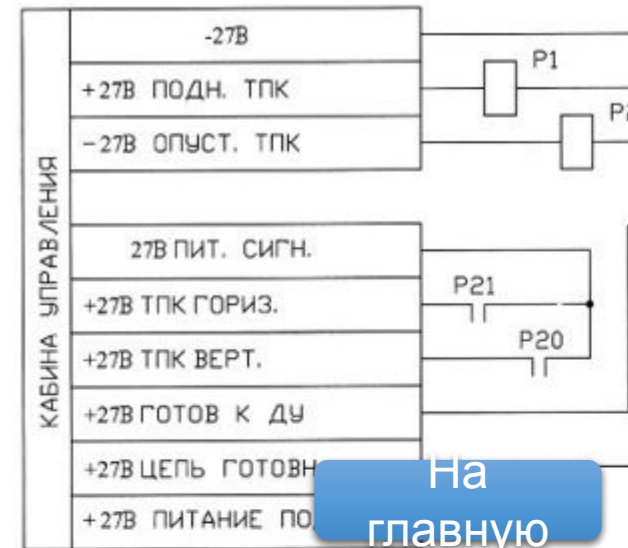 КАБИНА УПРАВЛЕНИЯ
-27В
+27В ПОДН. ТПК
-27В ОПУСТ. ТПК
27В ПИТ. СИГН.
+27В ТПК ГОРИЗ.
+27В ТПК ВЕРТ.
+27В ГОТОВ К ДУ
+27В ЦЕПЬ ГОТОВН
+27В ПИТАНИЕ ПО
P1
P21
P20
На
главную